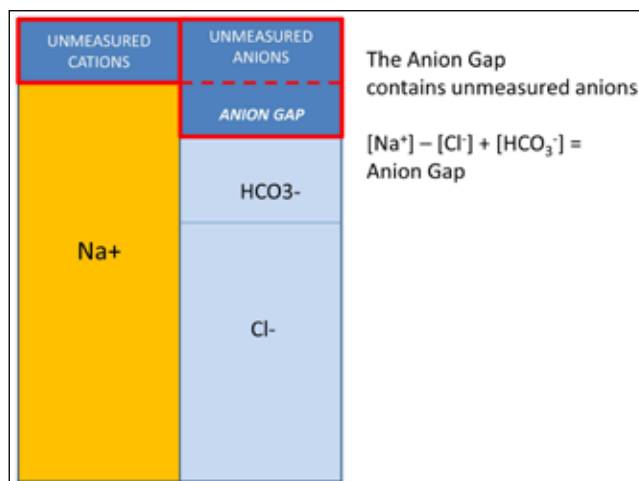 UNMEASURED
CATIONS
UNMEASURED
ANIONS
ANION GAP
HCO3-
Na+
Cl-
The Anion Gap
contains unmeasured anions
[Na⁺] – [Cl⁻] + [HCO₃⁻] =
Anion Gap